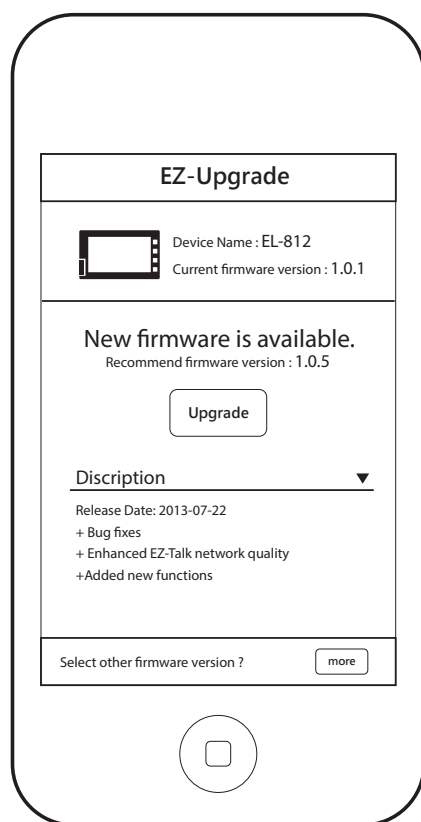 EZ-Upgrade
Device Name : EL-812
Current firmware version : 1.0.1
New firmware is available.
Recommend firmware version : 1.0.5
Upgrade
Discription ▼
Release Date: 2013-07-22
+ Bug fixes
+ Enhanced EZ-Talk network quality
+Added new functions
Select other firmware version ? more